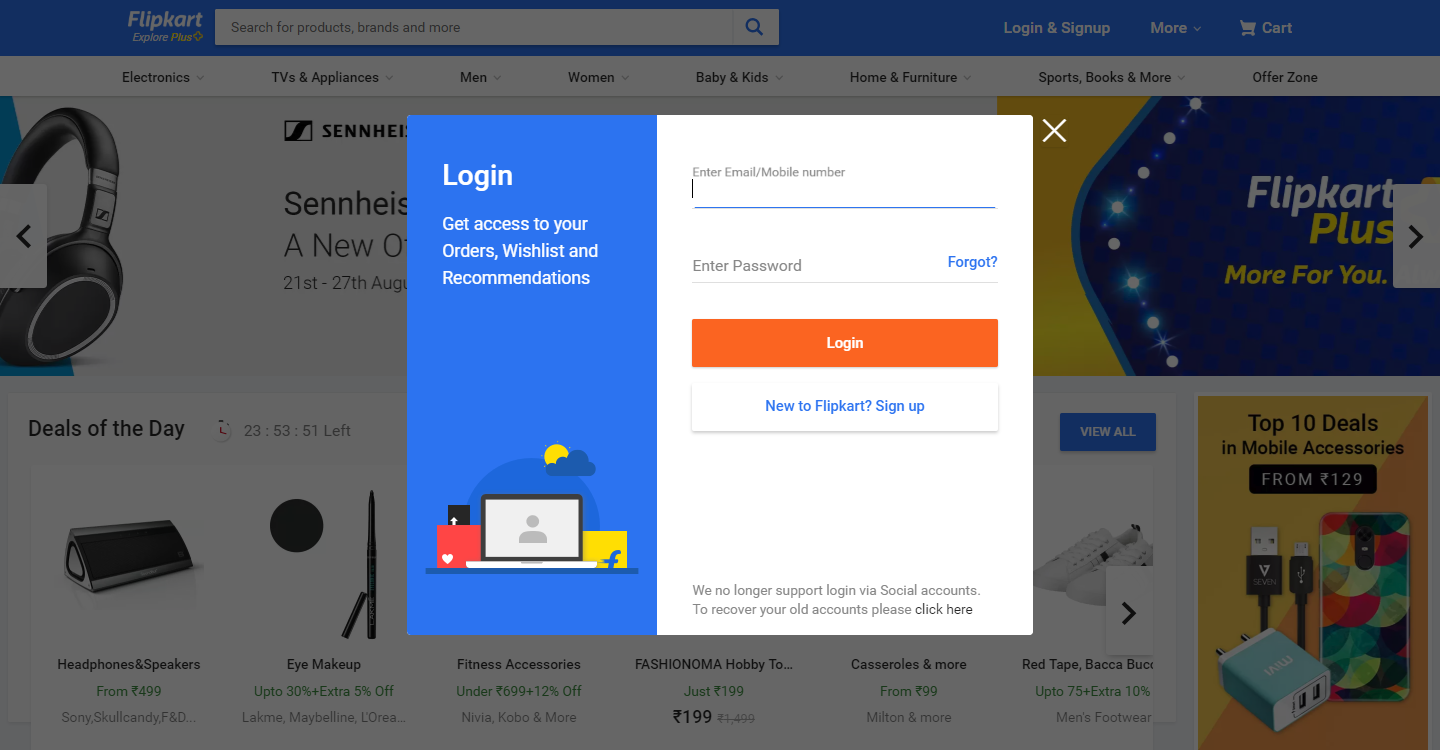 Flipkart
Explore Plus
Search for products, brands and more
Login & Signup
More
Cart
Electronics
TVs & Appliances
Men
Women
Baby & Kids
Home & Furniture
Sports, Books & More
Offer Zone
SENNHEIS
Sennheis
A New Of
21st - 27th Augu
Flipkart
Plus
More For You.
Login
Get access to your
Orders, Wishlist and
Recommendations
Enter Email/Mobile number
Enter Password
Forgot?
Login
New to Flipkart? Sign up
We no longer support login via Social accounts.
To recover your old accounts please click here
Deals of the Day
23 : 53 : 51 Left
VIEW ALL
Headphones&Speakers
From ₹499
Sony,Skullcandy,F&D...
LAKMÉ
Eye Makeup
Upto 30%+Extra 5% Off
Lakme, Maybelline, L'Orea...
Fitness Accessories
Under ₹699+12% Off
Nivia, Kobo & More
FASHIONOMA Hobby To...
Just ₹199
₹199 ₹1,499
Casseroles & more
From ₹99
Milton & more
Red Tape, Bacca Bucc
Upto 75+Extra 10%
Men's Footwear
Top 10 Deals
in Mobile Accessories
FROM ₹129
SEVEN
MIVI